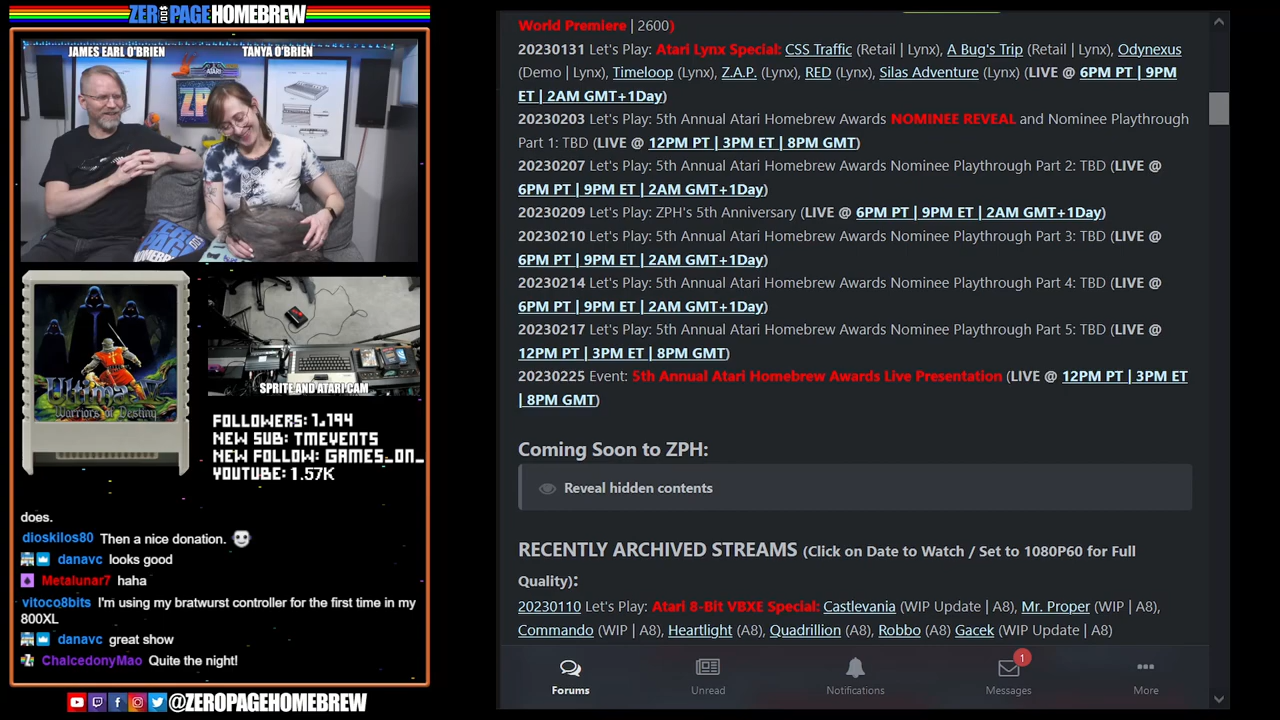 ZERO PAGE HOMEBREW
JAMES EARL O'BRIEN
TANYA O'BRIEN
Ultima V
Warriors of Destiny
SPRITE AND ATARI CAM
FOLLOWERS: 1,194
NEW SUB: TMEVENTS
NEW FOLLOW: GAMES_ON_
YOUTUBE: 1.57K
does.
dioskilos80 Then a nice donation.
danavc looks good
Metalunar7 haha
vitoco8bits I'm using my bratwurst controller for the first time in my
800XL
danavc great show
ChalcedonyMao Quite the night!
@ZEROPAGEHOMEBREW
World Premiere | 2600)
20230131 Let's Play: Atari Lynx Special: CSS Traffic (Retail | Lynx), A Bug's Trip (Retail | Lynx), Odynexus
(Demo | Lynx), Timeloop (Lynx), Z.A.P. (Lynx), RED (Lynx), Silas Adventure (Lynx) (LIVE @ 6PM PT | 9PM
ET | 2AM GMT+1Day)
20230203 Let's Play: 5th Annual Atari Homebrew Awards NOMINEE REVEAL and Nominee Playthrough
Part 1: TBD (LIVE @ 12PM PT | 3PM ET | 8PM GMT)
20230207 Let's Play: 5th Annual Atari Homebrew Awards Nominee Playthrough Part 2: TBD (LIVE @
6PM PT | 9PM ET | 2AM GMT+1Day)
20230209 Let's Play: ZPH's 5th Anniversary (LIVE @ 6PM PT | 9PM ET | 2AM GMT+1Day)
20230210 Let's Play: 5th Annual Atari Homebrew Awards Nominee Playthrough Part 3: TBD (LIVE @
6PM PT | 9PM ET | 2AM GMT+1Day)
20230214 Let's Play: 5th Annual Atari Homebrew Awards Nominee Playthrough Part 4: TBD (LIVE @
6PM PT | 9PM ET | 2AM GMT+1Day)
20230217 Let's Play: 5th Annual Atari Homebrew Awards Nominee Playthrough Part 5: TBD (LIVE @
12PM PT | 3PM ET | 8PM GMT)
20230225 Event: 5th Annual Atari Homebrew Awards Live Presentation (LIVE @ 12PM PT | 3PM ET
| 8PM GMT)
Coming Soon to ZPH:
Reveal hidden contents
RECENTLY ARCHIVED STREAMS (Click on Date to Watch / Set to 1080P60 for Full
Quality):
20230110 Let's Play: Atari 8-Bit VBXE Special: Castlevania (WIP Update | A8), Mr. Proper (WIP | A8),
Commando (WIP | A8), Heartlight (A8), Quadrillion (A8), Robbo (A8) Gacek (WIP Update | A8)
1
Forums
Unread
Notifications
Messages
More